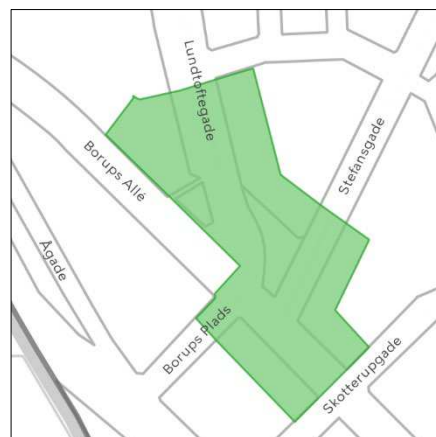 Lundtoftegade
Borups Allé
Stefansgade
Ågade
Borups Plads
Skotterupgade